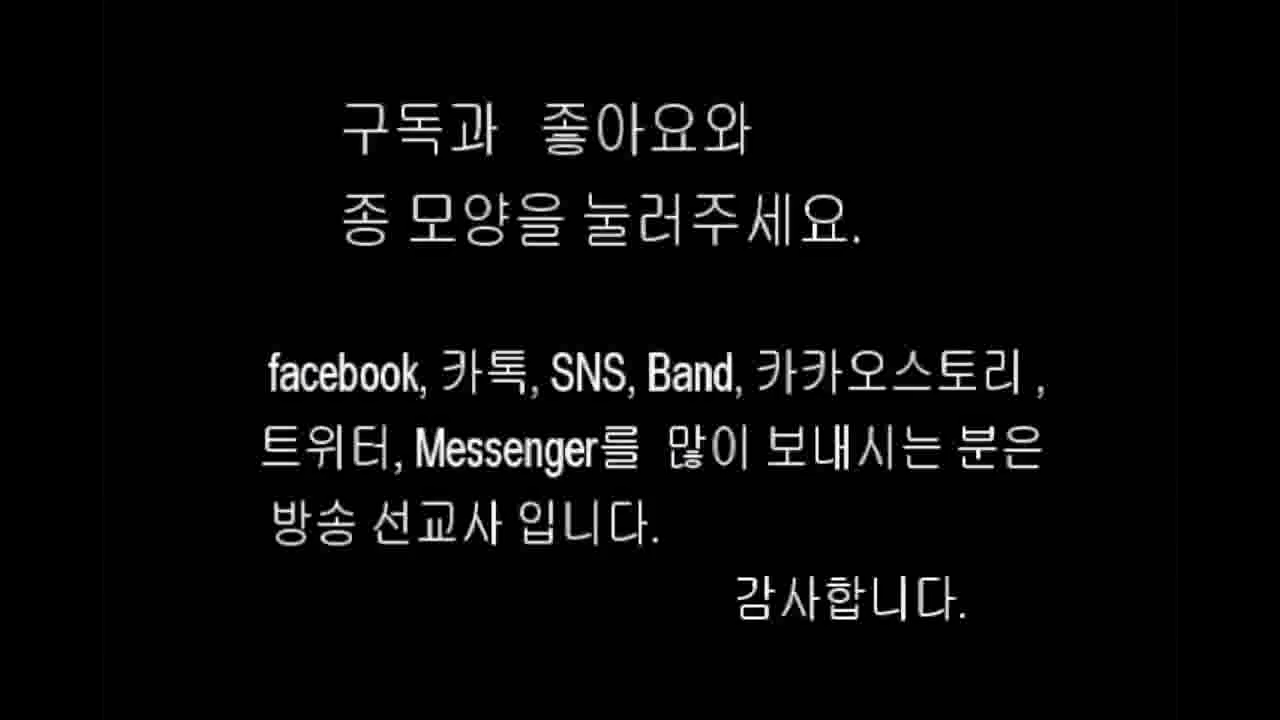 구독과 좋아요와
종 모양을 눌러주세요.
facebook, 카톡, SNS, Band, 카카오스토리 ,
트위터, Messenger를 많이 보내시는 분은
방송 선교사 입니다.
감사합니다.